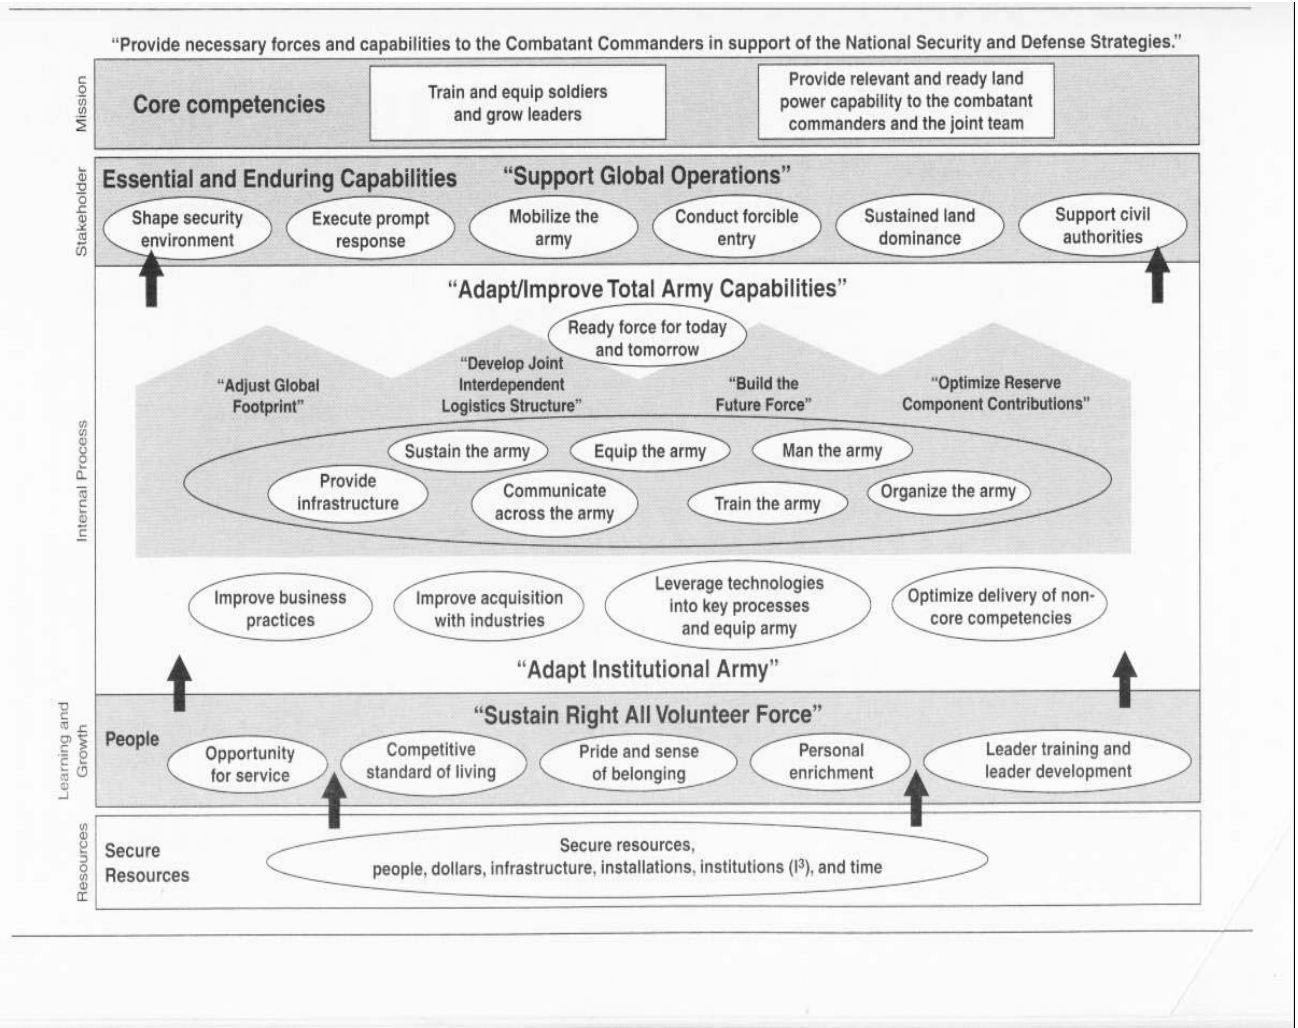 “Provide necessary forces and capabilities to the Combatant Commanders in support of the National Security and Defense Strategies.”
Mission
Core competencies
Train and equip soldiers
and grow leaders
Provide relevant and ready land
power capability to the combatant
commanders and the joint team
Stakeholder
Essential and Enduring Capabilities
“Support Global Operations”
Shape security
environment
Execute prompt
response
Mobilize the
army
Conduct forcible
entry
Sustained land
dominance
Support civil
authorities
Internal Process
“Adapt/Improve Total Army Capabilities”
Ready force for today
and tomorrow
“Adjust Global
Footprint”
“Develop Joint
Interdependent
Logistics Structure”
“Build the
Future Force”
“Optimize Reserve
Component Contributions”
Sustain the army
Equip the army
Man the army
Provide
infrastructure
Communicate
across the army
Train the army
Organize the army
Improve business
practices
Improve acquisition
with industries
Leverage technologies
into key processes
and equip army
Optimize delivery of non-
core competencies
“Adapt Institutional Army”
Learning and
Growth
“Sustain Right All Volunteer Force”
People
Opportunity
for service
Competitive
standard of living
Pride and sense
of belonging
Personal
enrichment
Leader training and
leader development
Resources
Secure
Resources
Secure resources,
people, dollars, infrastructure, installations, institutions (I³), and time